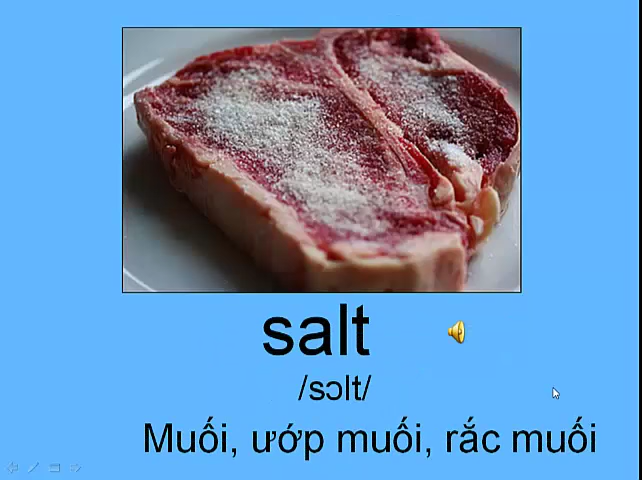 salt
/sɔlt/
Muối, ướp muối, rắc muối